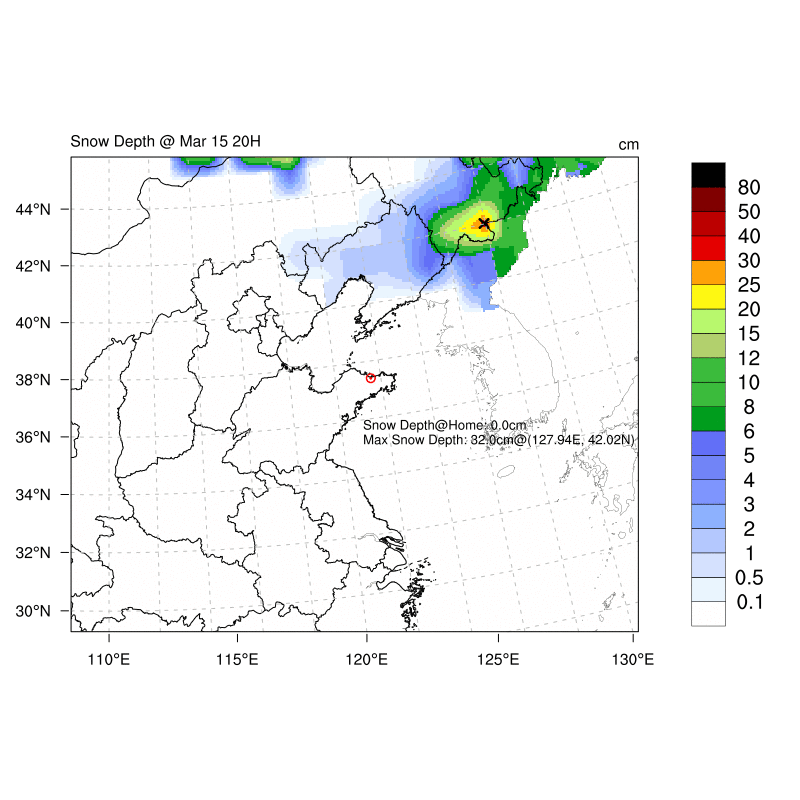 Snow Depth @ Mar 15 20H
cm
44°N
42°N
40°N
38°N
36°N
34°N
32°N
30°N
110°E
115°E
120°E
125°E
130°E
Snow Depth@Home: 0.0cm
Max Snow Depth: 32.0cm@(127.94E, 42.02N)
80
50
40
30
25
20
15
12
10
8
6
5
4
3
2
1
0.5
0.1